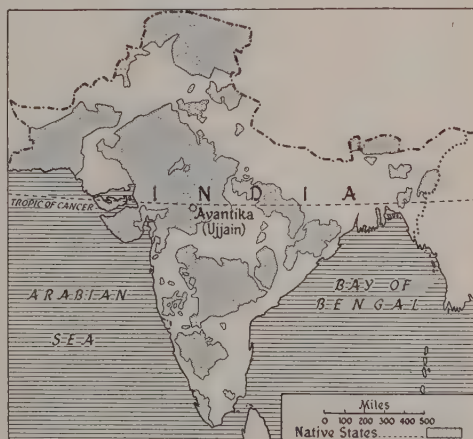 INDIA
TROPIC OF CANCER
Avantika
(Ujjain)
ARABIAN
SEA
BAY OF
BENGAL
Miles
0 100 200 300 400 500
Native States